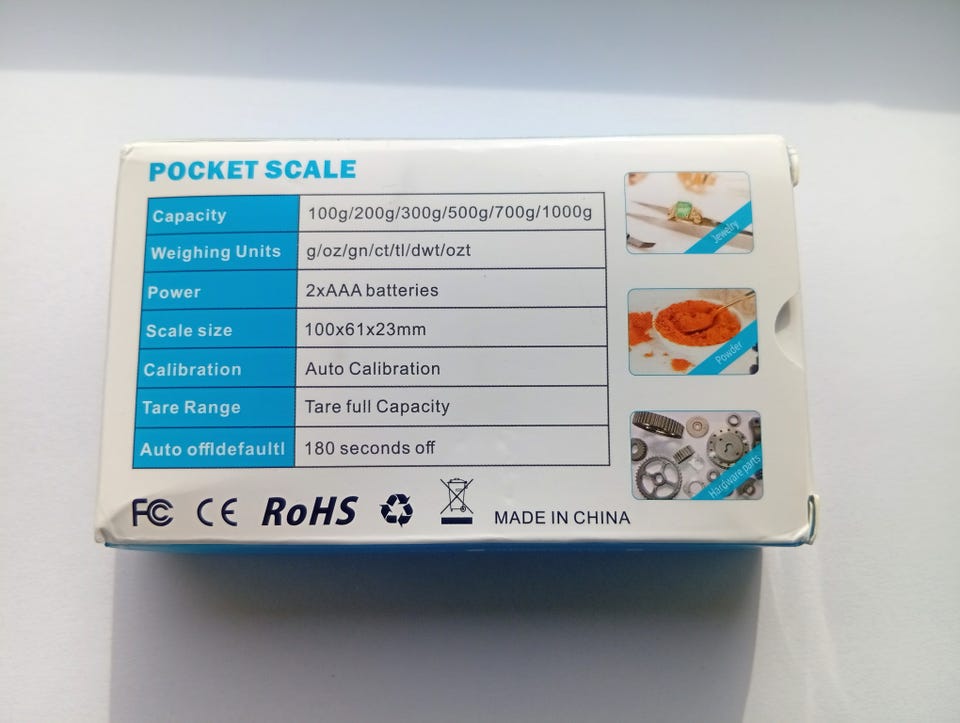 POCKET SCALE
Capacity 100g/200g/300g/500g/700g/1000g
Weighing Units g/oz/gn/ct/tl/dwt/ozt
Power 2xAAA batteries
Scale size 100x61x23mm
Calibration Auto Calibration
Tare Range Tare full Capacity
Auto offldefaultl 180 seconds off
Jewelry
Powder
Hardware parts
FC CE RoHS MADE IN CHINA